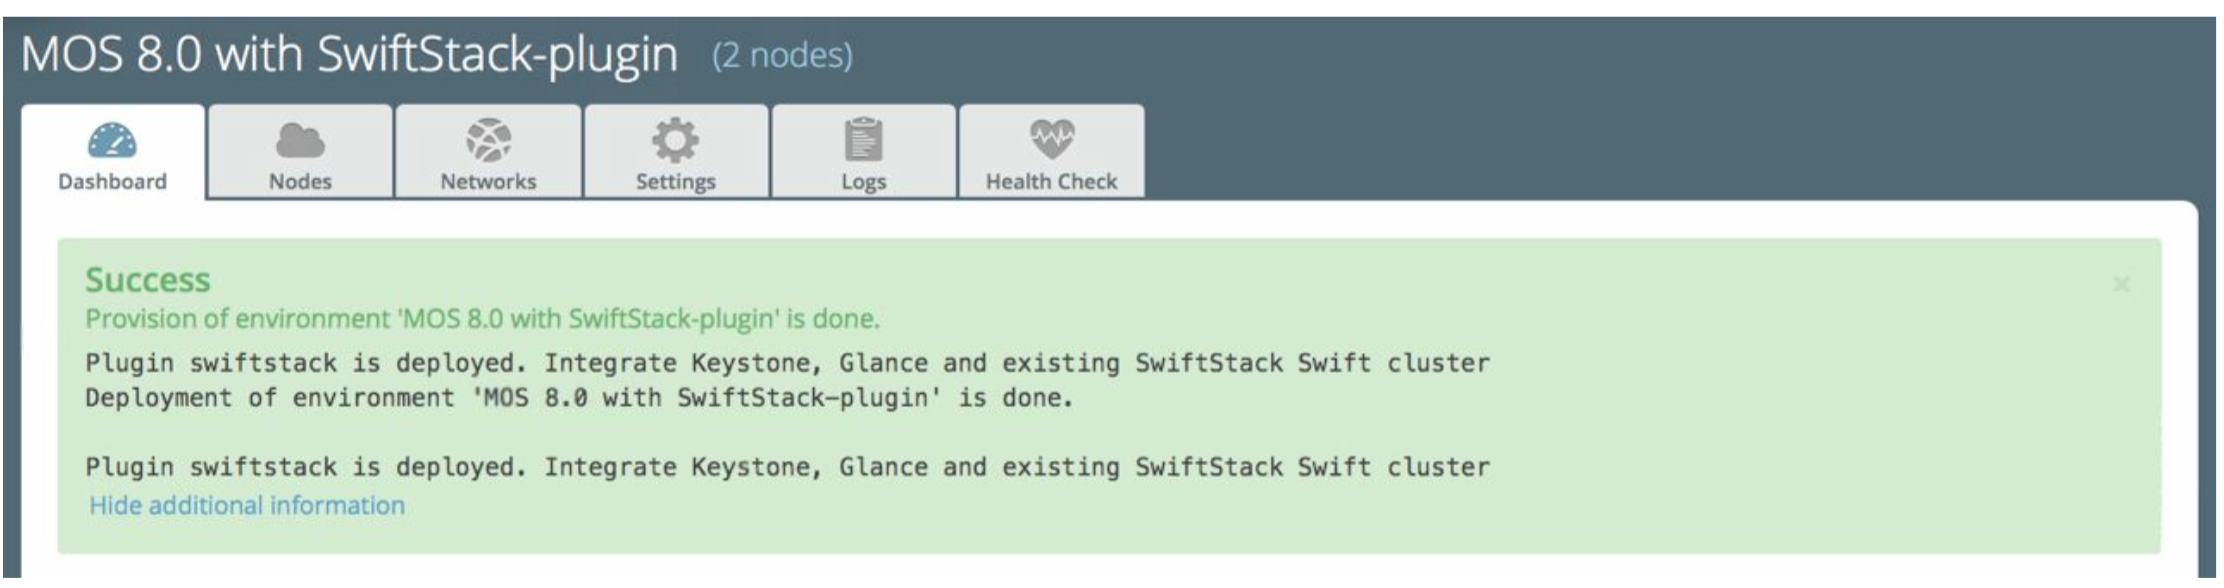 MOS 8.0 with SwiftStack-plugin (2 nodes)
Dashboard Nodes Networks Settings Logs Health Check
Success
Provision of environment 'MOS 8.0 with SwiftStack-plugin' is done.
Plugin swiftstack is deployed. Integrate Keystone, Glance and existing SwiftStack Swift cluster
Deployment of environment 'MOS 8.0 with SwiftStack-plugin' is done.
Plugin swiftstack is deployed. Integrate Keystone, Glance and existing SwiftStack Swift cluster
Hide additional information